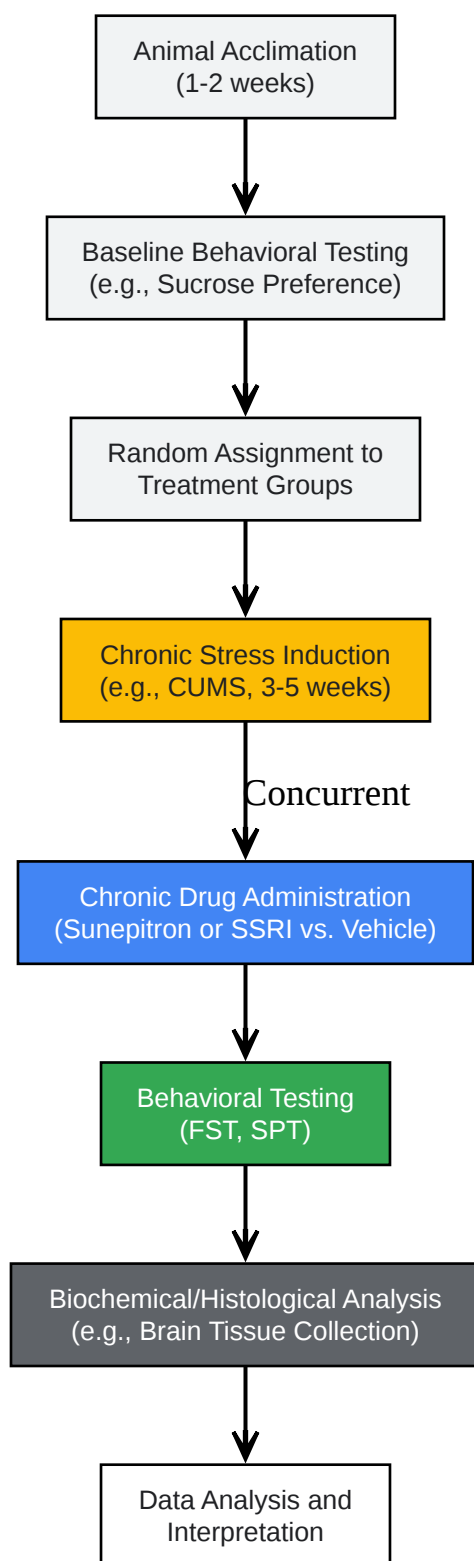 Animal Acclimation
(1-2 weeks)
Baseline Behavioral Testing
(e.g., Sucrose Preference)
Random Assignment to
Treatment Groups
Chronic Stress Induction
(e.g., CUMS, 3-5 weeks)
Concurrent
Chronic Drug Administration
(Sunepitron or SSRI vs. Vehicle)
Behavioral Testing
(FST, SPT)
Biochemical/Histological Analysis
(e.g., Brain Tissue Collection)
Data Analysis and
Interpretation